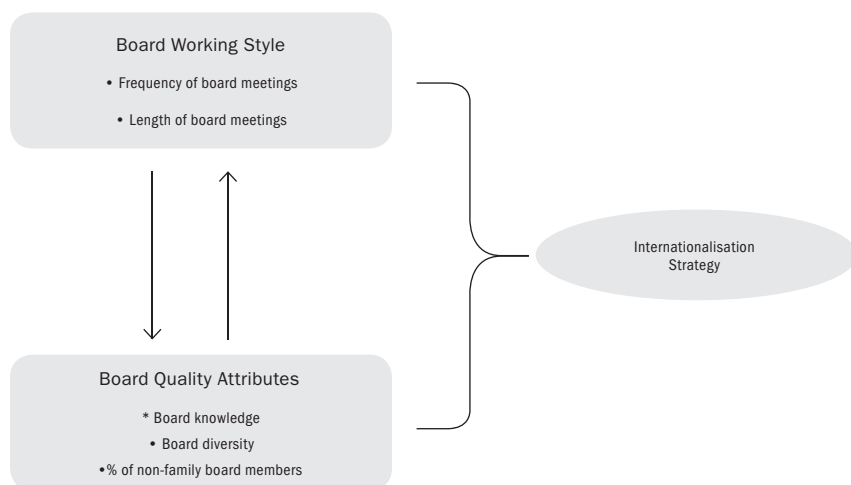 Board Working Style
• Frequency of board meetings
• Length of board meetings
Internationalisation
Strategy
Board Quality Attributes
* Board knowledge
• Board diversity
•% of non-family board members